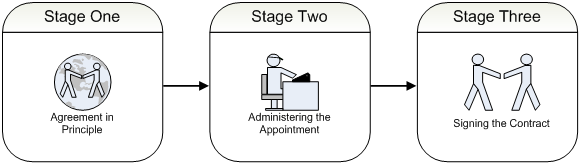 Stage One
Agreement in
Principle
Stage Two
Administering the
Appointment
Stage Three
Signing the Contract